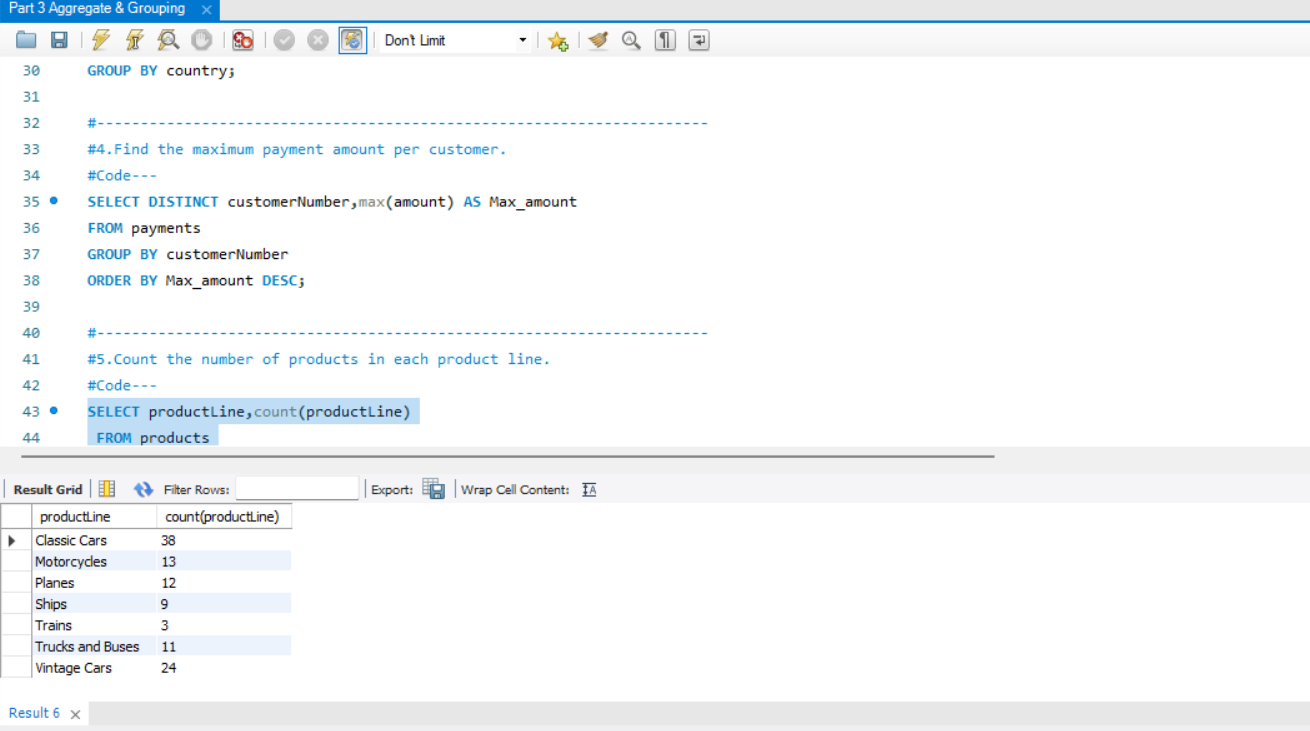 Part 3 Aggregate & Grouping
Don't Limit
30 GROUP BY country;
31
32 #----------------------------------------------------------------------
33 #4.Find the maximum payment amount per customer.
34 #Code---
35 SELECT DISTINCT customerNumber,max(amount) AS Max_amount
36 FROM payments
37 GROUP BY customerNumber
38 ORDER BY Max_amount DESC;
39
40 #----------------------------------------------------------------------
41 #5.Count the number of products in each product line.
42 #Code---
43 SELECT productLine,count(productLine)
44 FROM products
Result Grid Filter Rows: Export: Wrap Cell Content: IA
productLine count(productLine)
Classic Cars 38
Motorcycles 13
Planes 12
Ships 9
Trains 3
Trucks and Buses 11
Vintage Cars 24
Result 6